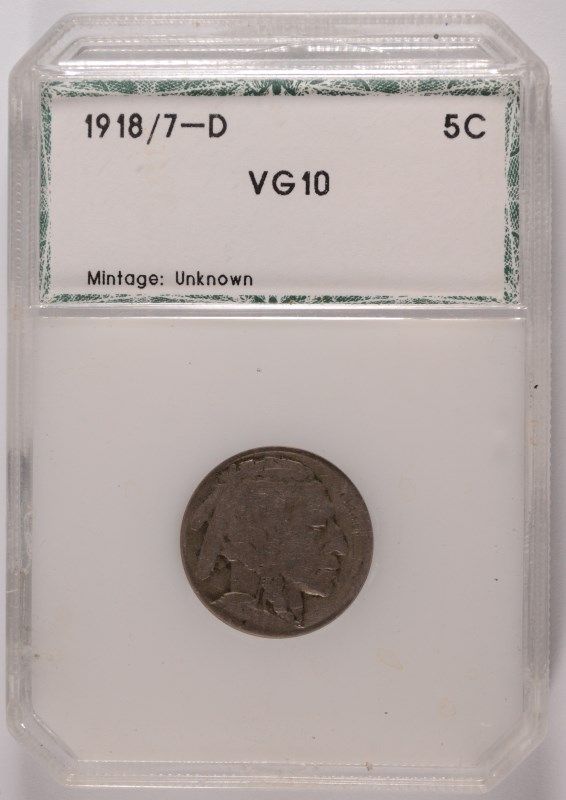 1918/7—D 5C
VG10
Mintage: Unknown